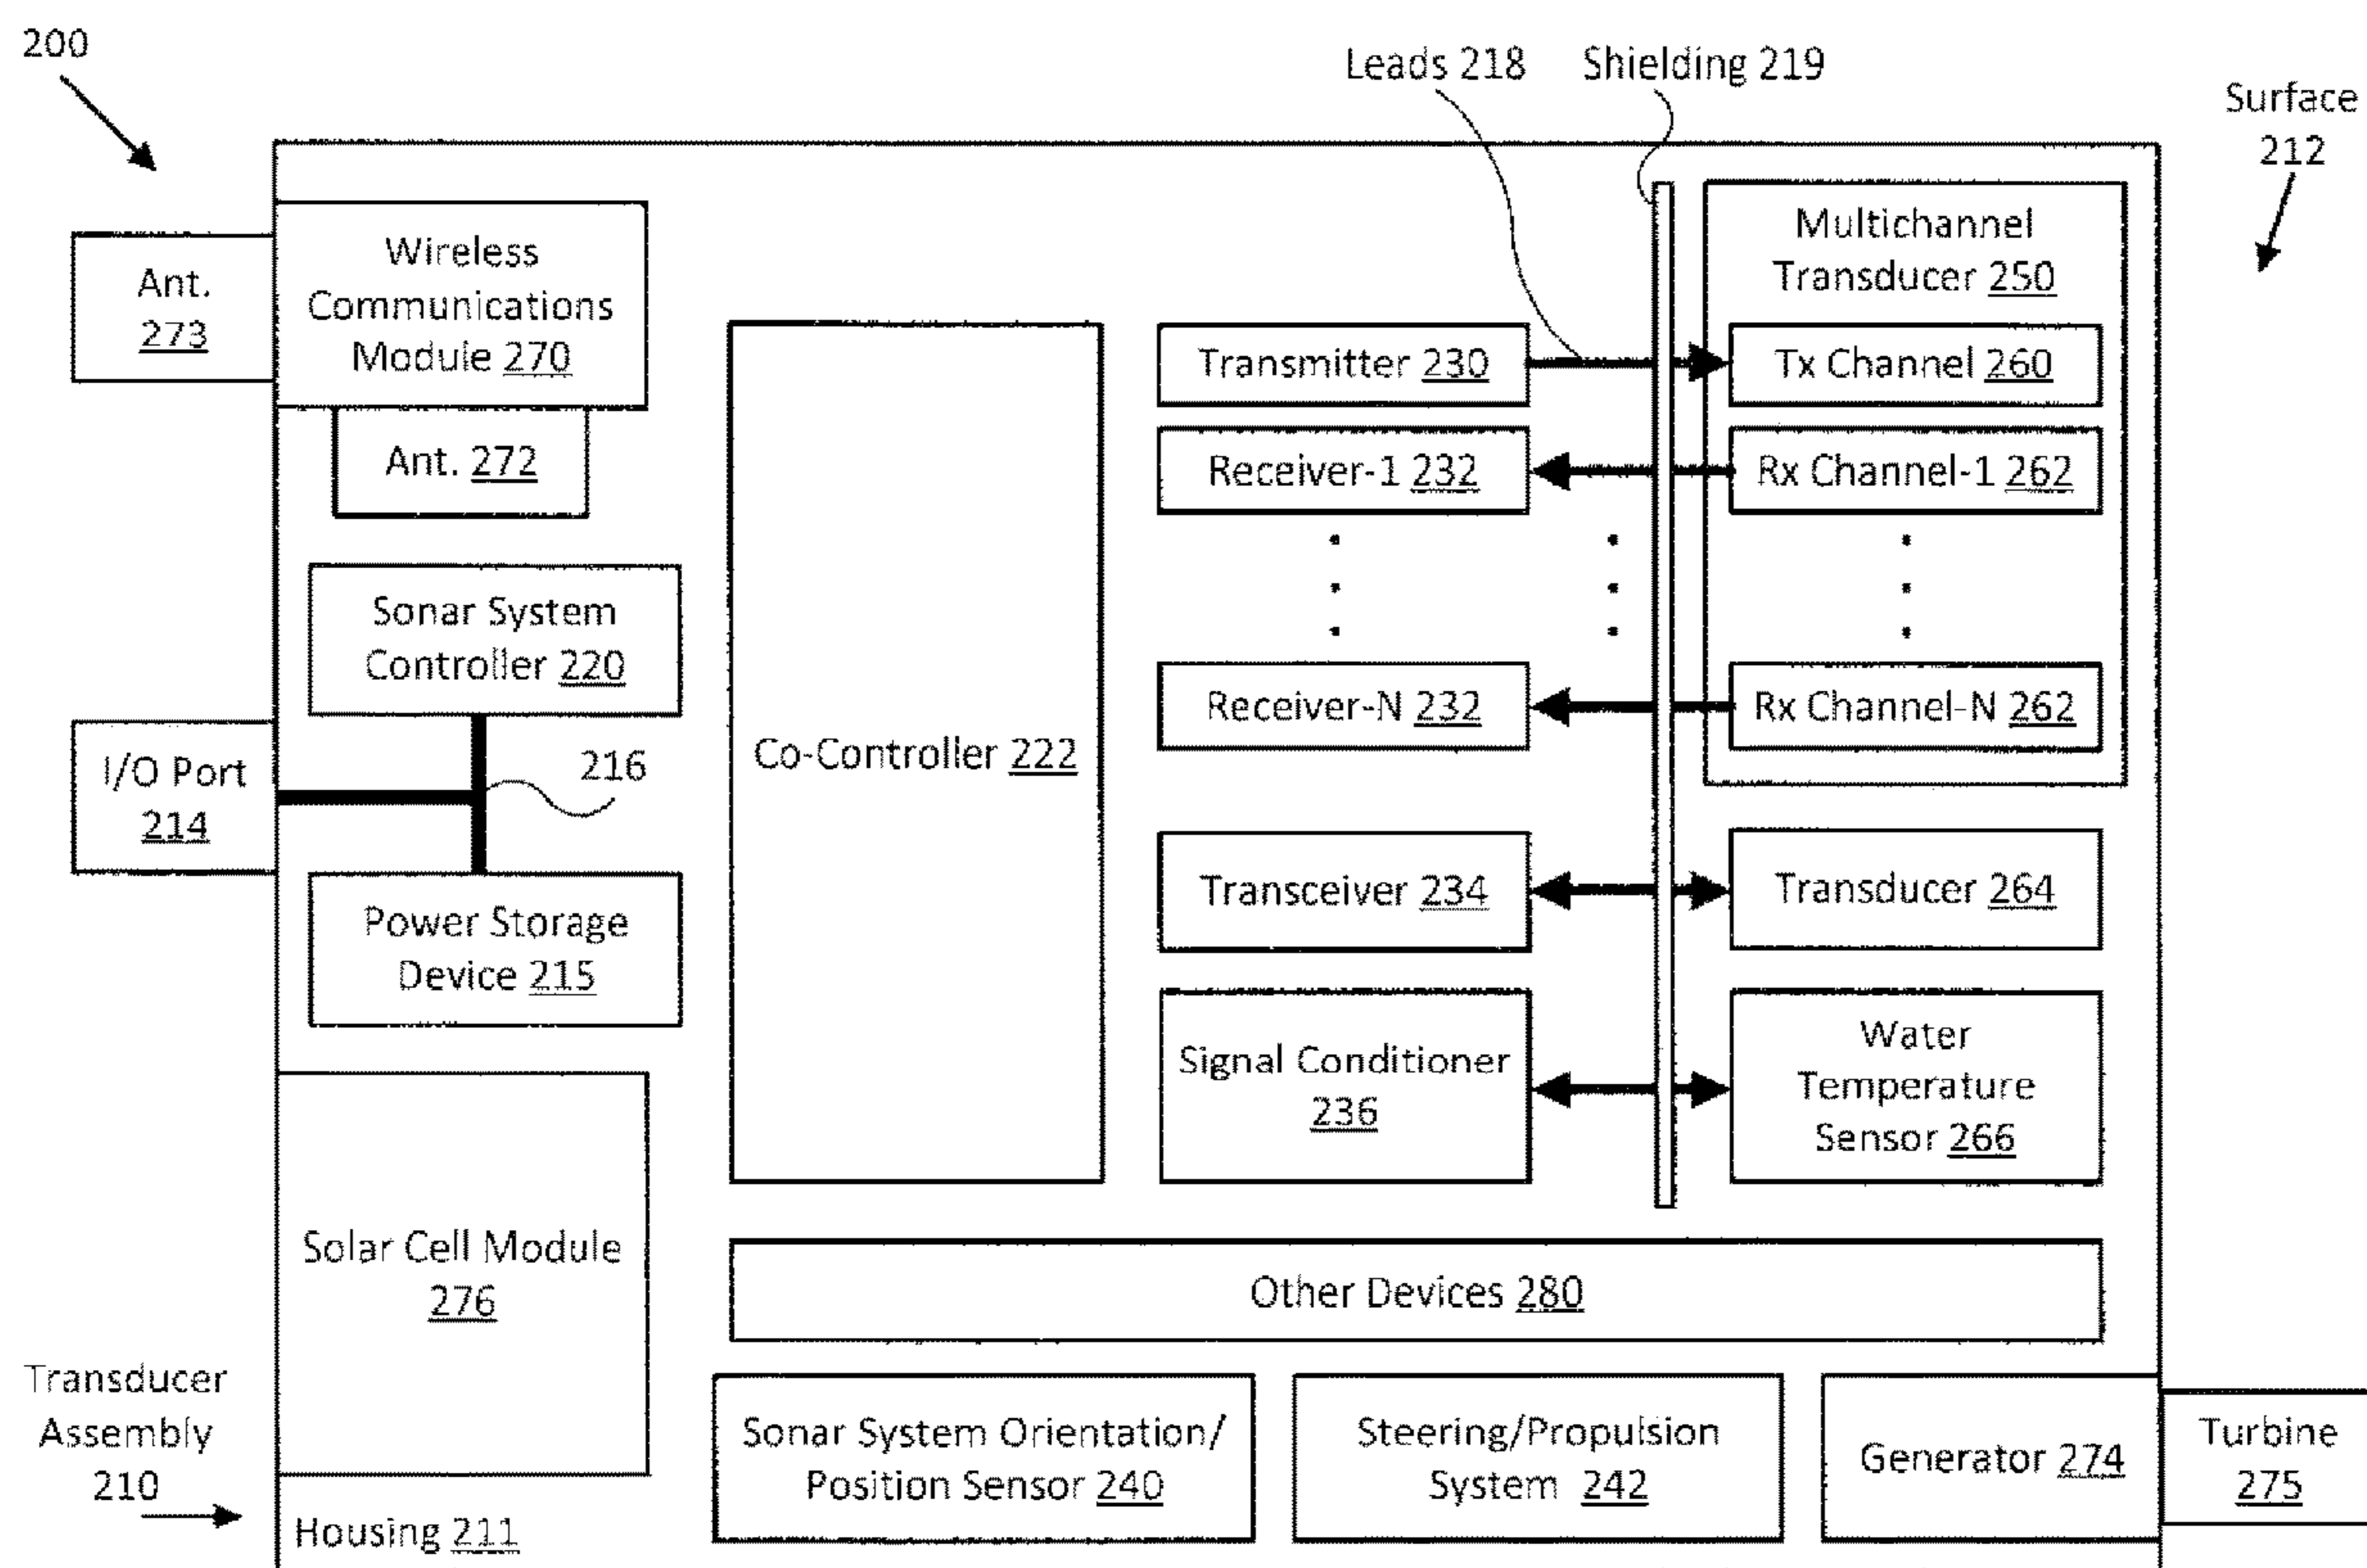 200
Leads 218
Shielding 219
Surface
212
Ant.
273
Wireless
Communications
Module 270
Ant. 272
Multichannel
Transducer 250
Transmitter 230
Tx Channel 260
Receiver-1 232
Rx Channel-1 262
Sonar System
Controller 220
Receiver-N 232
Rx Channel-N 262
Co-Controller 222
216
I/O Port
214
Transceiver 234
Transducer 264
Power Storage
Device 215
Signal Conditioner
236
Water
Temperature
Sensor 266
Solar Cell Module
276
Other Devices 280
Transducer
Assembly
210
Housing 211
Sonar System Orientation/
Position Sensor 240
Steering/Propulsion
System 242
Generator 274
Turbine
275